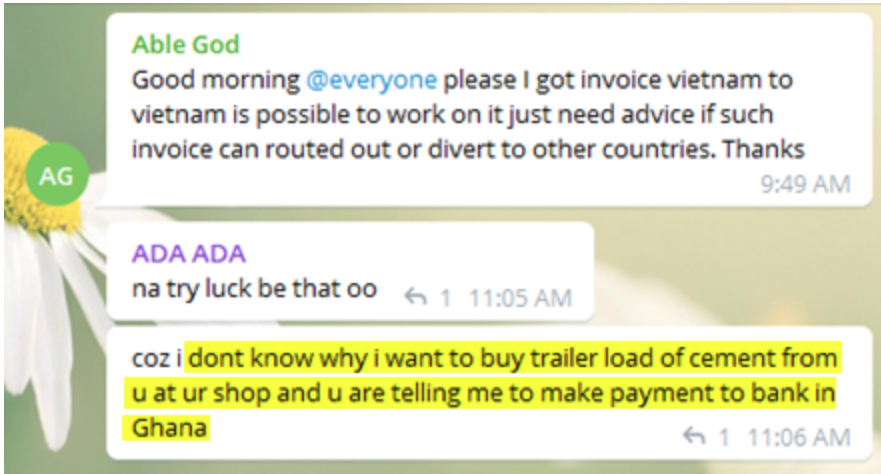 Able God
Good morning @everyone please I got invoice vietnam to
vietnam is possible to work on it just need advice if such
invoice can routed out or divert to other countries. Thanks
9:49 AM
AG
ADA ADA
na try luck be that oo 1 11:05 AM
coz i dont know why i want to buy trailer load of cement from
u at ur shop and u are telling me to make payment to bank in
Ghana
1 11:06 AM